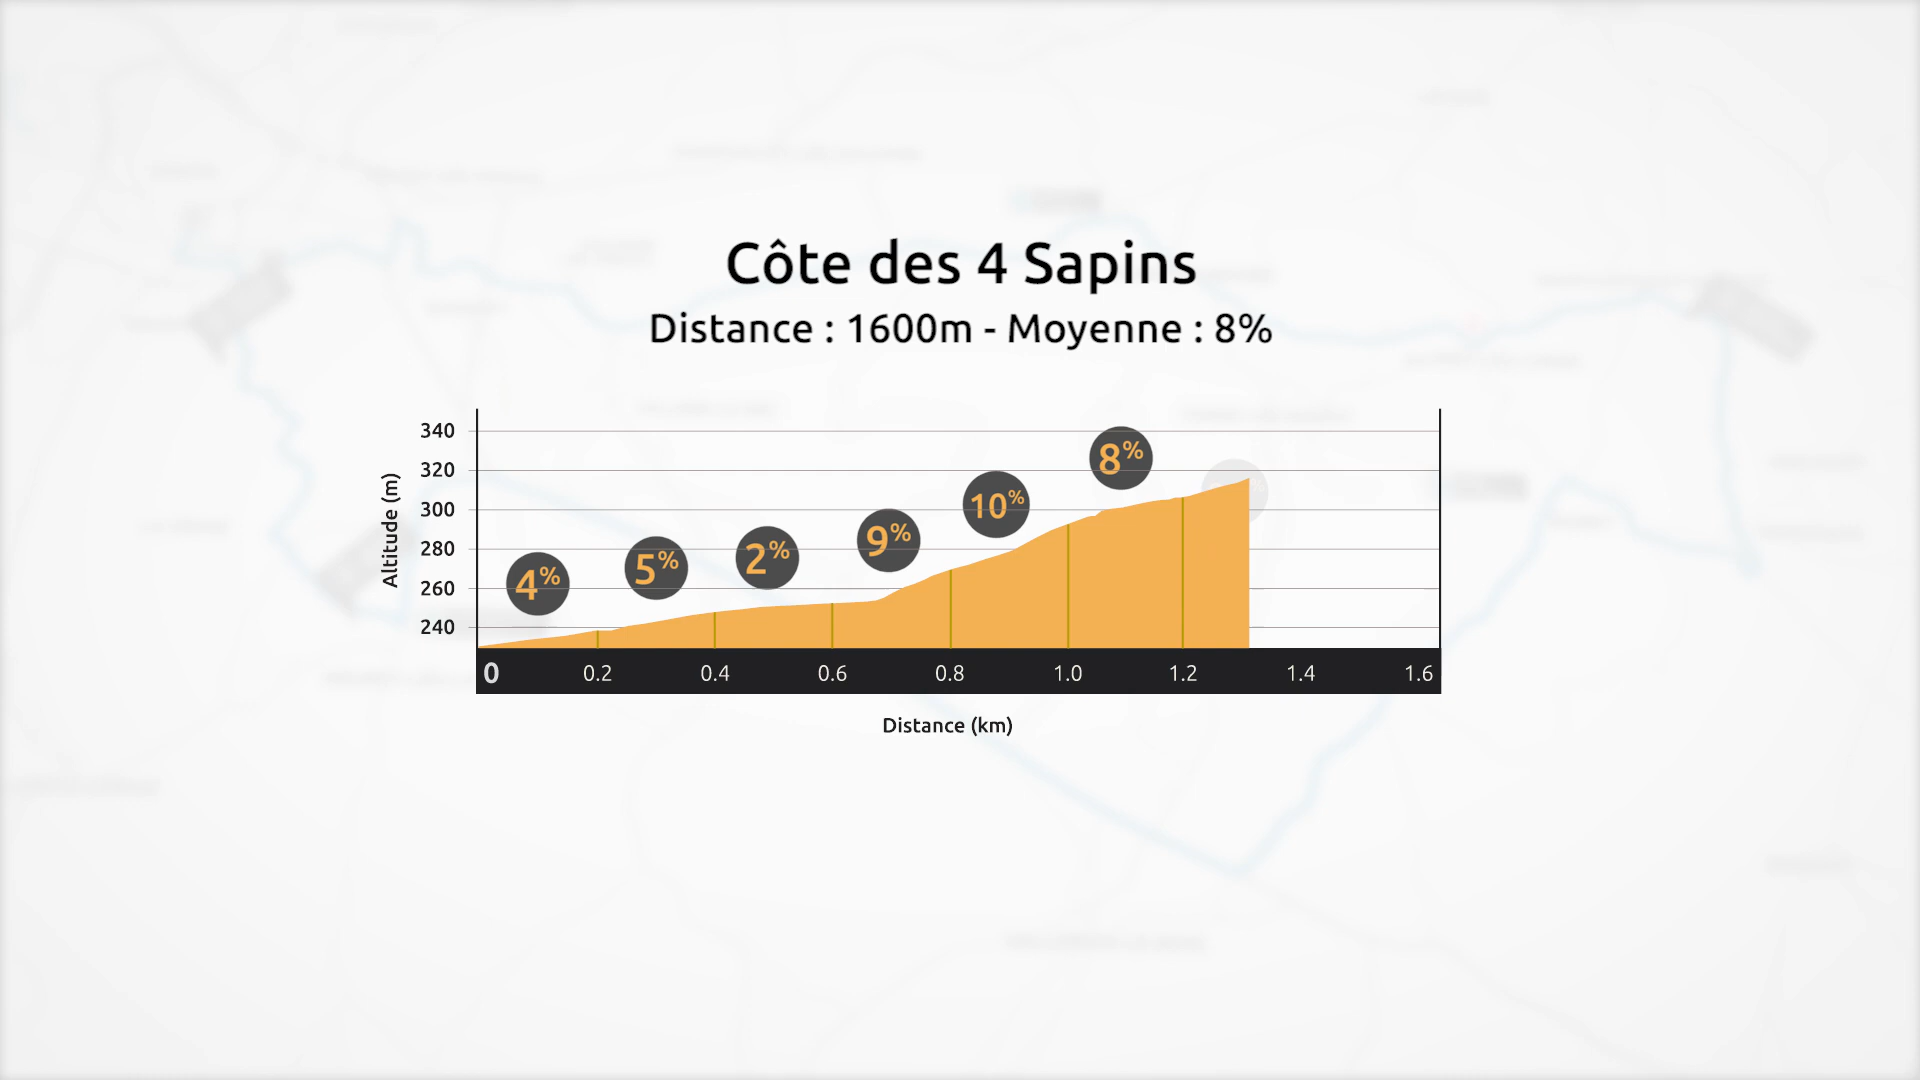 Côte des 4 Sapins
Distance : 1600m - Moyenne : 8%
Altitude (m)
340
320
300
280
260
240
4%
5%
2%
9%
10%
8%
0 0.2 0.4 0.6 0.8 1.0 1.2 1.4 1.6
Distance (km)